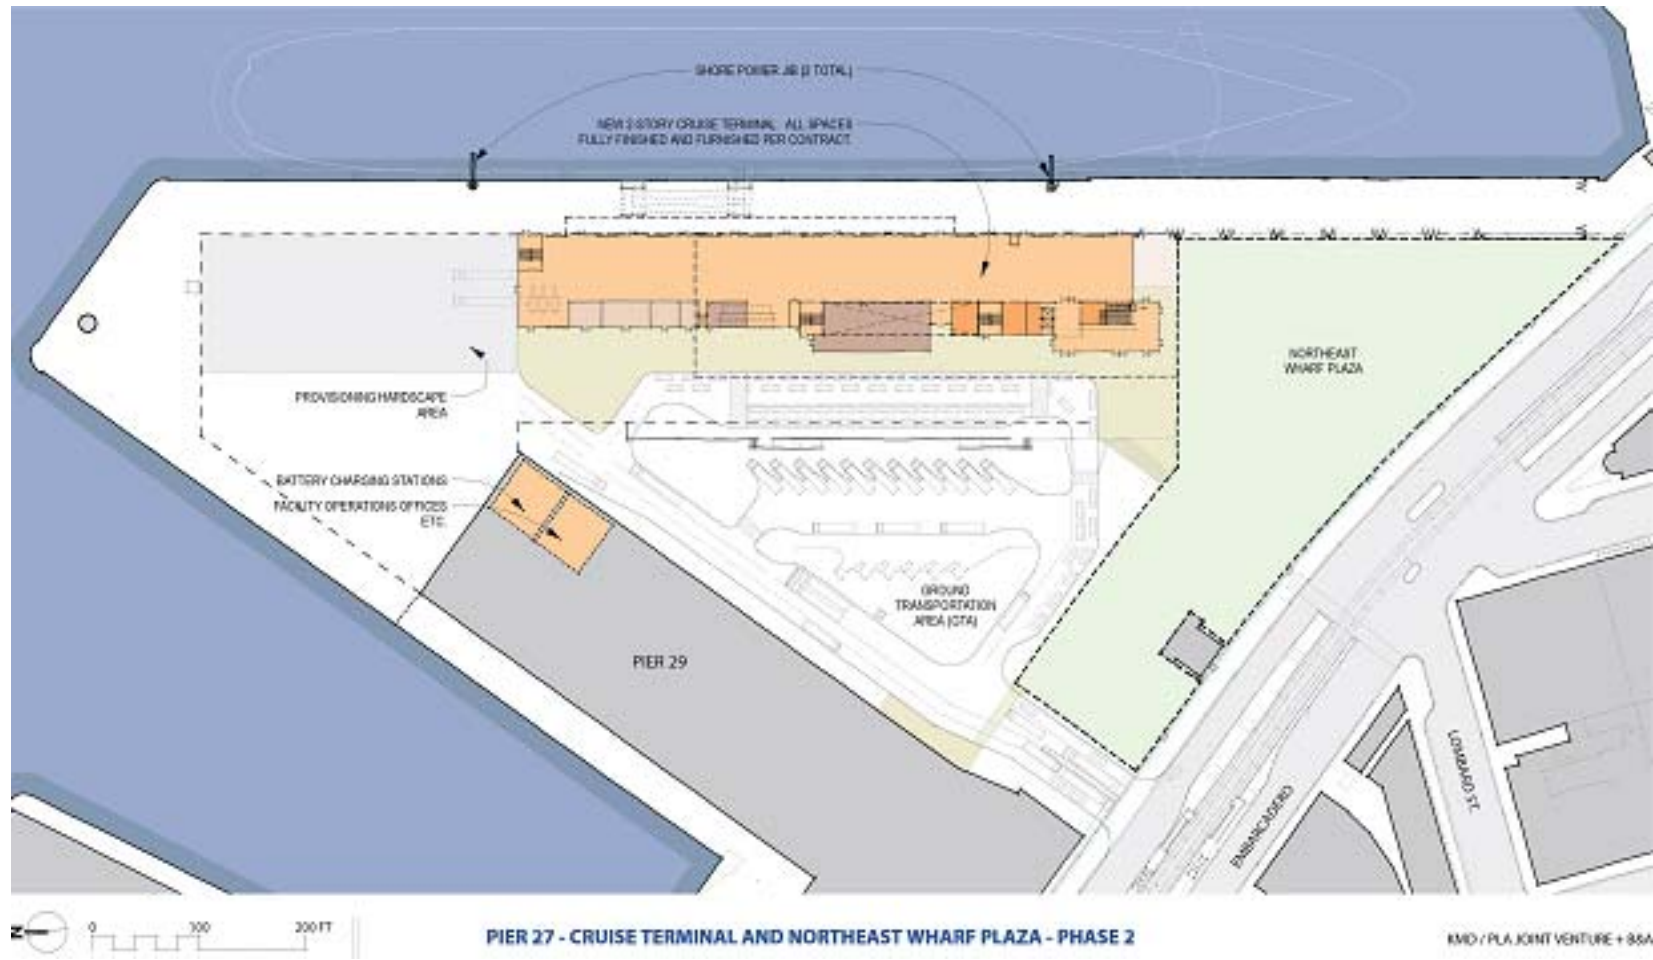 SHORE POWER JIB (2 TOTAL)
NEW 2-STORY CRUISE TERMINAL. ALL SPACES
FULLY FINISHED AND FURNISHED PER CONTRACT.
NORTHEAST
WHARF PLAZA
PROVISIONING HARDSCAPE
AREA
BATTERY CHARGING STATIONS
FACILITY OPERATIONS OFFICES
ETC.
GROUND
TRANSPORTATION
AREA (GTA)
PIER 29
LOMBARD ST.
EMBARCADERO
N
0 100 200 FT
PIER 27 - CRUISE TERMINAL AND NORTHEAST WHARF PLAZA - PHASE 2
KMD / PLA JOINT VENTURE + B&A